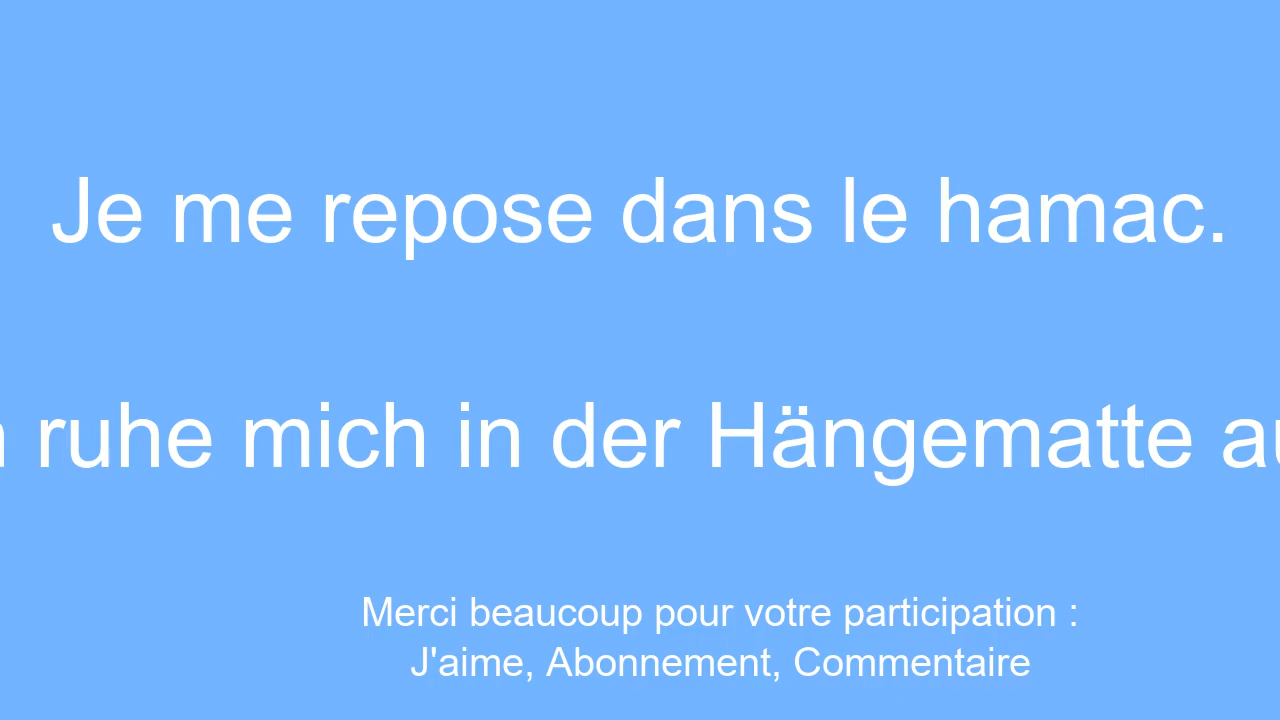 Je me repose dans le hamac.
ruhe mich in der Hängematte
Merci beaucoup pour votre participation :
J'aime, Abonnement, Commentaire